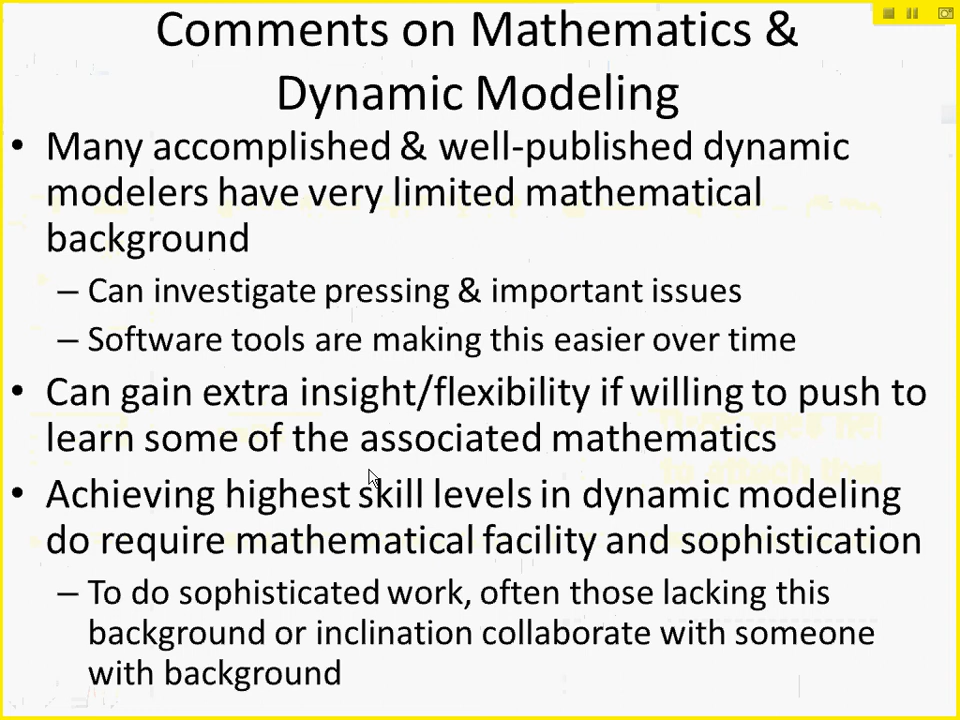 Comments on Mathematics &
Dynamic Modeling
• Many accomplished & well-published dynamic
modelers have very limited mathematical
background
– Can investigate pressing & important issues
– Software tools are making this easier over time
• Can gain extra insight/flexibility if willing to push to
learn some of the associated mathematics
• Achieving highest skill levels in dynamic modeling
do require mathematical facility and sophistication
– To do sophisticated work, often those lacking this
background or inclination collaborate with someone
with background